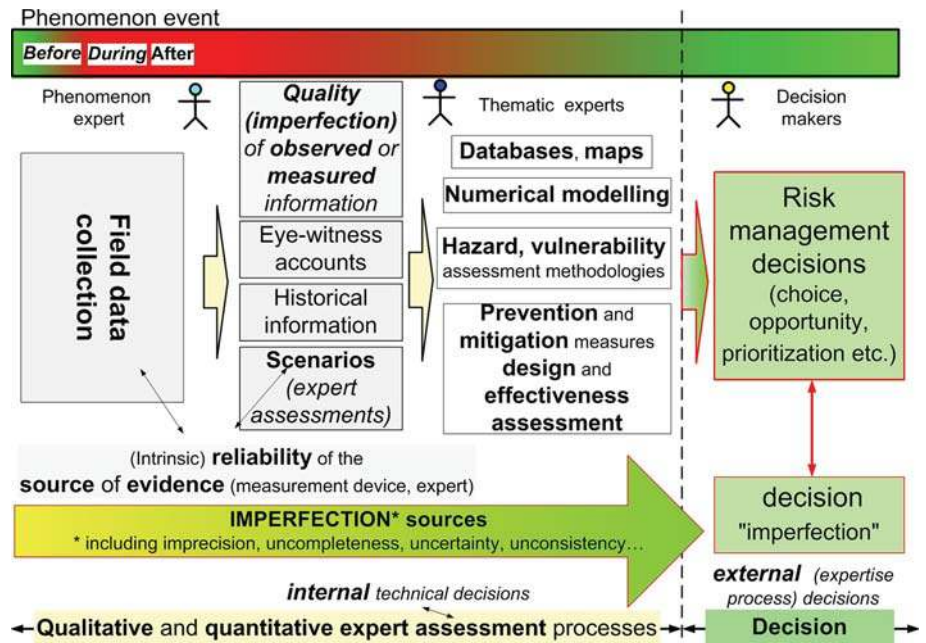 Phenomenon event
Before During After
Phenomenon
expert
Field data
collection
Quality
(imperfection)
of observed or
measured
information
Eye-witness
accounts
Historical
information
Scenarios
(expert
assessments)
Thematic experts
Databases, maps
Numerical modelling
Hazard, vulnerability
assessment methodologies
Prevention and
mitigation measures
design and
effectiveness
assessment
Decision
makers
Risk
management
decisions
(choice,
opportunity,
prioritization etc.)
(Intrinsic) reliability of the
source of evidence (measurement device, expert)
IMPERFECTION* sources
* including imprecision, uncompleteness, uncertainty, unconsistency...
decision
"imperfection"
internal technical decisions
external (expertise
process) decisions
Qualitative and quantitative expert assessment processes
Decision